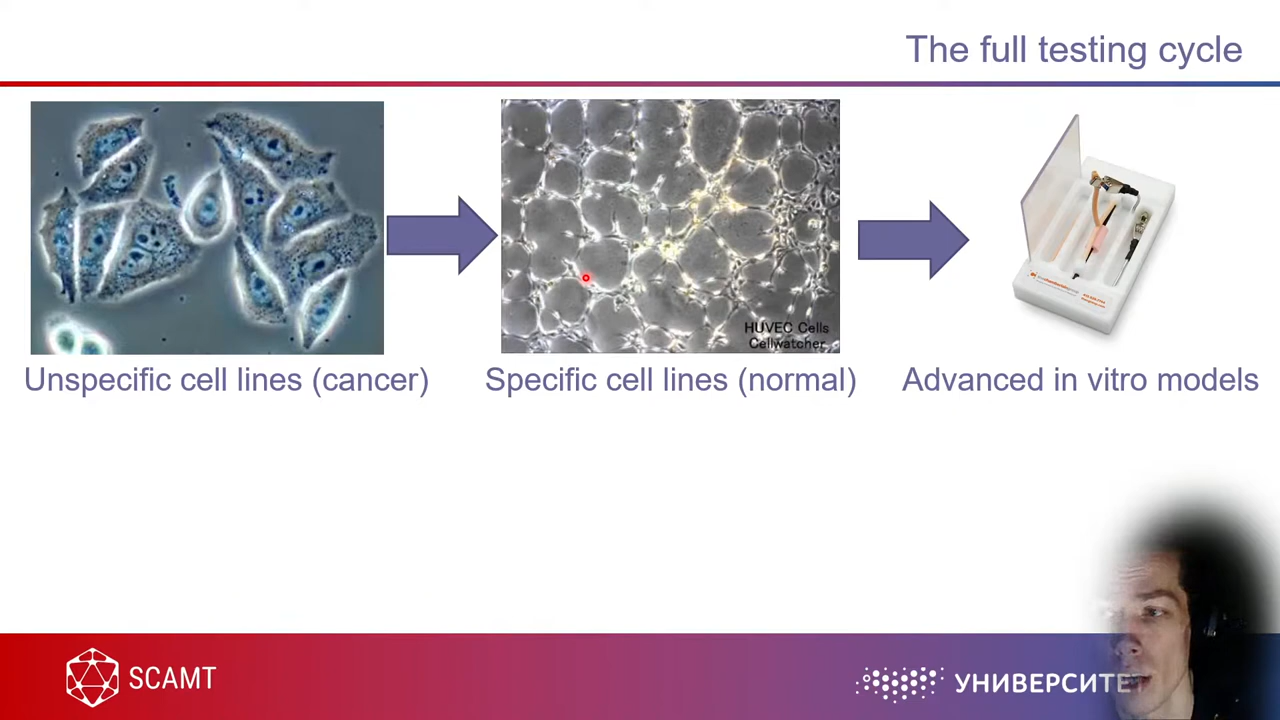 The full testing cycle
HUVEC Cells
Cellwatcher
Unspecific cell lines (cancer)
Specific cell lines (normal)
Advanced in vitro models
SCAMT
УНИВЕРСИТЕ